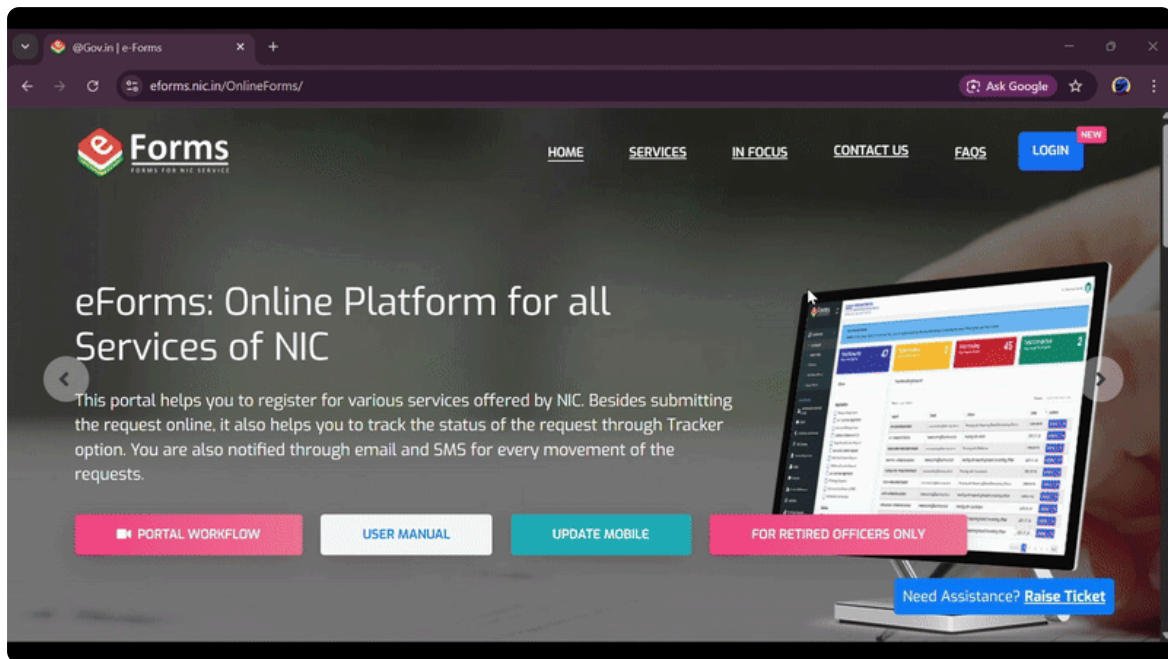 @Gov.in | e-Forms
eforms.nic.in/OnlineForms/
Ask Google
e Forms
FORMS FOR NIC SERVICE
HOME
SERVICES
IN FOCUS
CONTACT US
FAQS
LOGIN
NEW
eForms: Online Platform for all
Services of NIC
This portal helps you to register for various services offered by NIC. Besides submitting
the request online, it also helps you to track the status of the request through Tracker
option. You are also notified through email and SMS for every movement of the
requests.
PORTAL WORKFLOW
USER MANUAL
UPDATE MOBILE
FOR RETIRED OFFICERS ONLY
Need Assistance? Raise Ticket